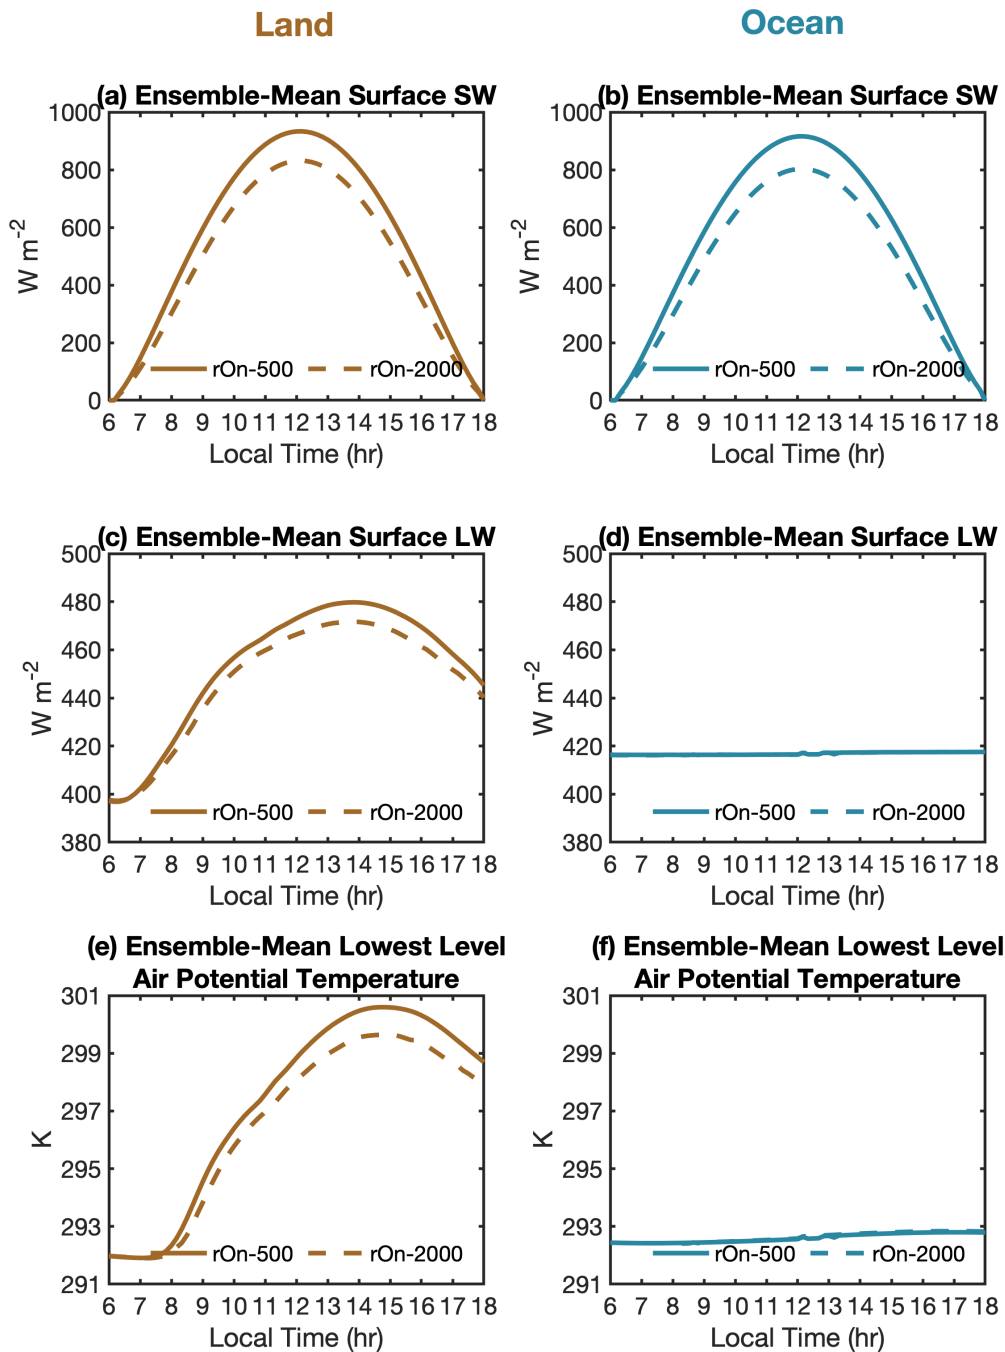 Land
Ocean
(a) Ensemble-Mean Surface SW
1000
800
600
400
200
0
W m-2
rOn-500 rOn-2000
6 7 8 9 10 11 12 13 14 15 16 17 18
Local Time (hr)
(b) Ensemble-Mean Surface SW
1000
800
600
400
200
0
W m-2
rOn-500 rOn-2000
6 7 8 9 10 11 12 13 14 15 16 17 18
Local Time (hr)
(c) Ensemble-Mean Surface LW
500
480
460
440
420
400
380
W m-2
rOn-500 rOn-2000
6 7 8 9 10 11 12 13 14 15 16 17 18
Local Time (hr)
(d) Ensemble-Mean Surface LW
500
480
460
440
420
400
380
W m-2
rOn-500 rOn-2000
6 7 8 9 10 11 12 13 14 15 16 17 18
Local Time (hr)
(e) Ensemble-Mean Lowest Level
Air Potential Temperature
301
299
297
295
293
291
K
rOn-500 rOn-2000
6 7 8 9 10 11 12 13 14 15 16 17 18
Local Time (hr)
(f) Ensemble-Mean Lowest Level
Air Potential Temperature
301
299
297
295
293
291
K
rOn-500 rOn-2000
6 7 8 9 10 11 12 13 14 15 16 17 18
Local Time (hr)